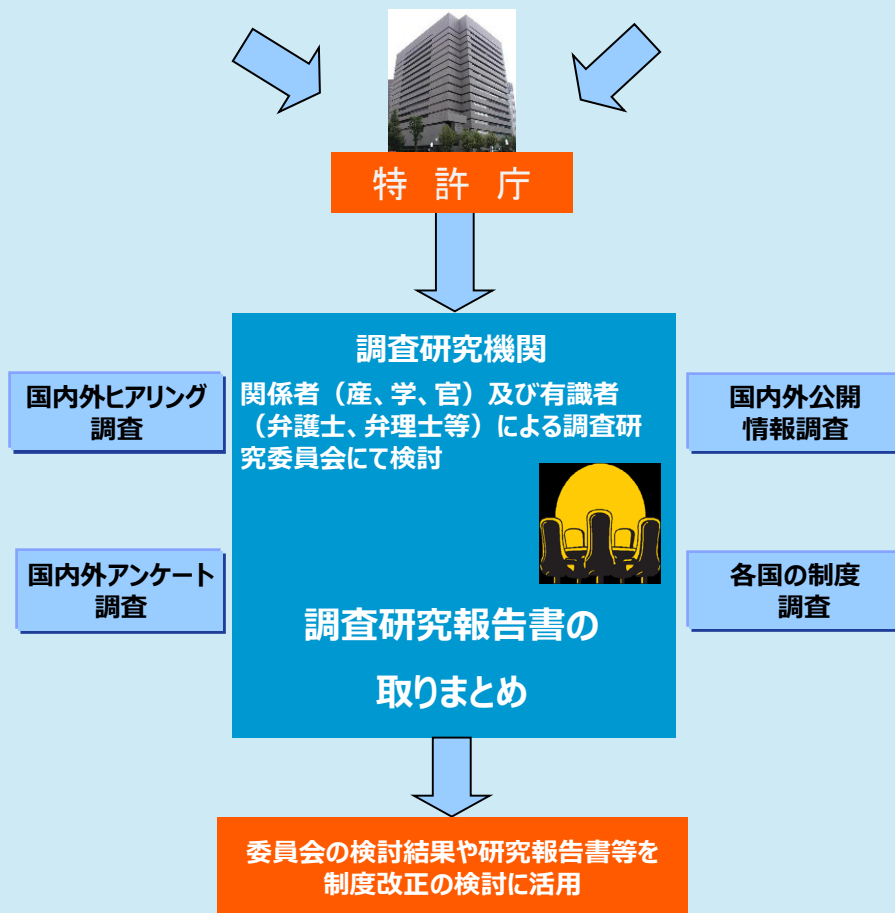 特許庁
調査研究機関
関係者（産、学、官）及び有識者
（弁護士、弁理士等）による調査研
究委員会にて検討
国内外ヒアリング
調査
国内外公開
情報調査
国内外アンケート
調査
各国の制度
調査
調査研究報告書の
取りまとめ
委員会の検討結果や研究報告書等を
制度改正の検討に活用